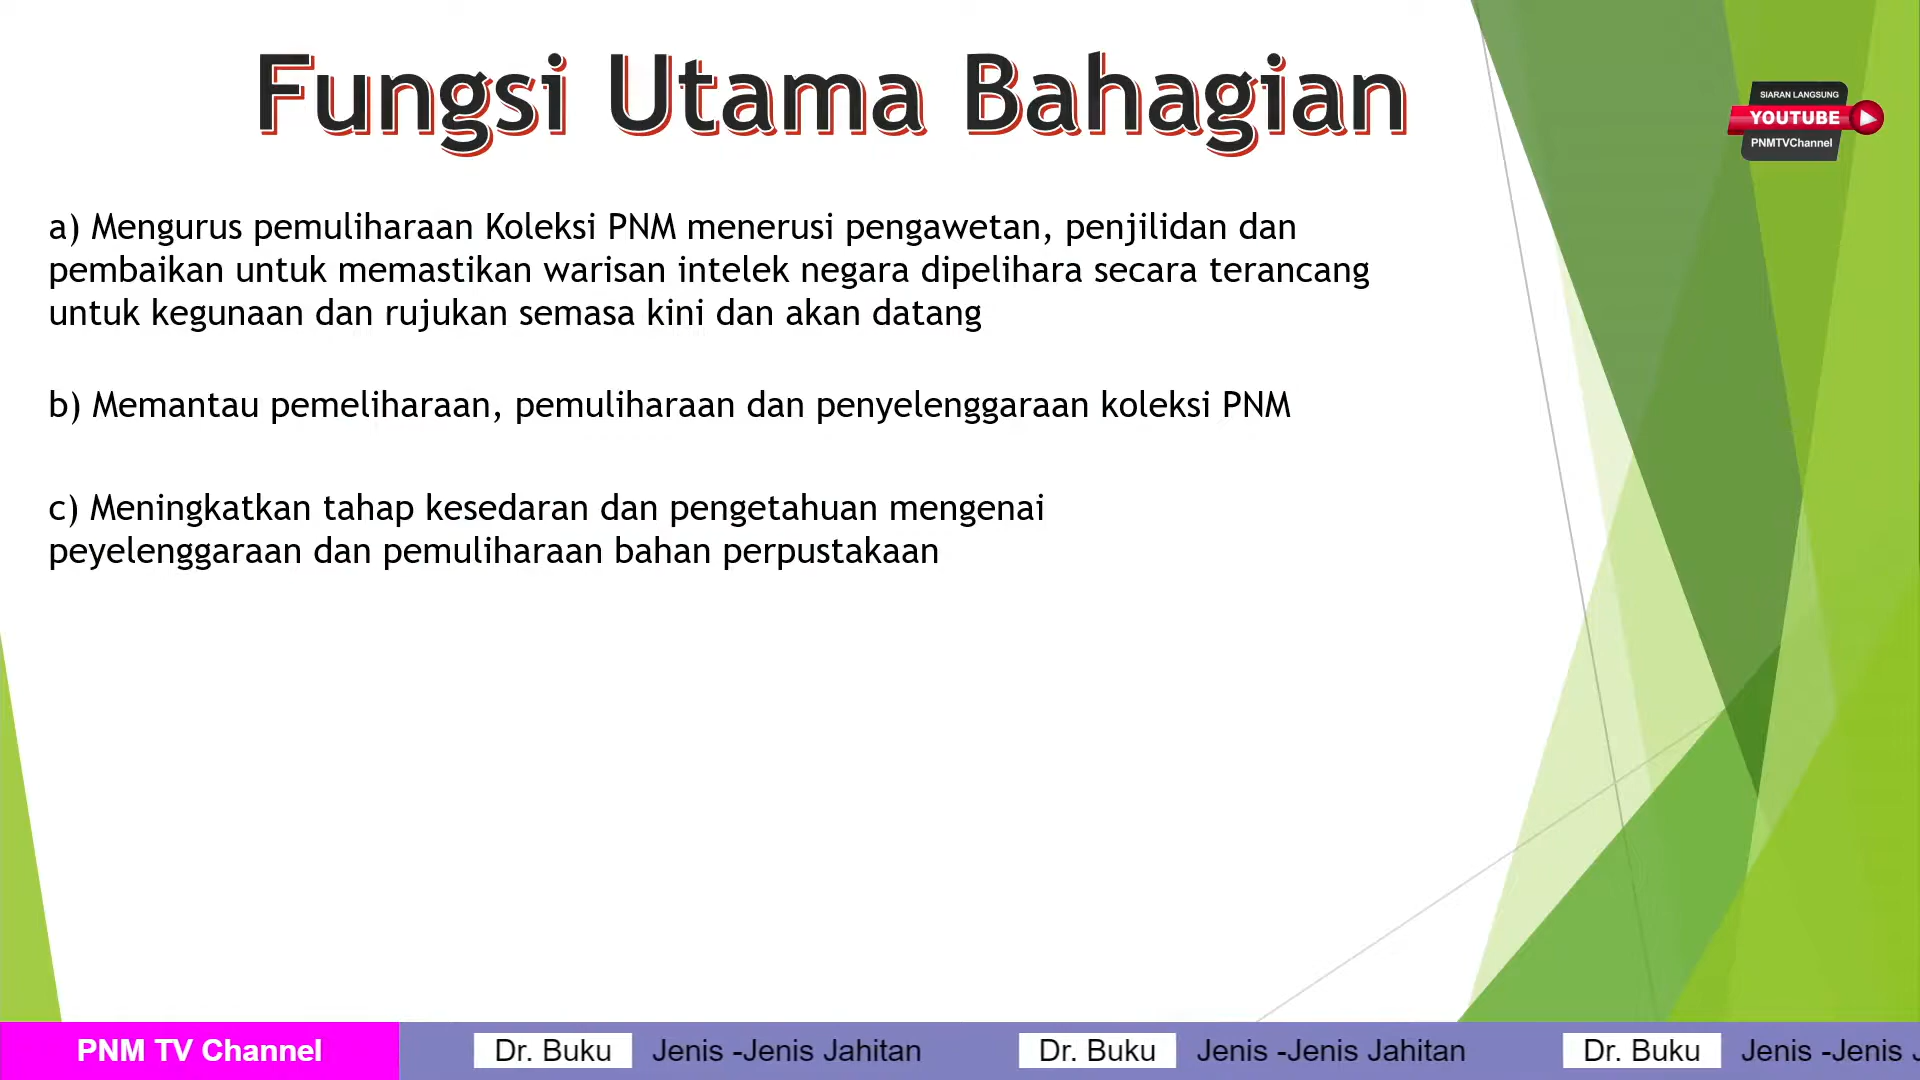 Fungsi Utama Bahagian
SIARAN LANGSUNG
YOUTUBE
PNMTVChannel
a) Mengurus pemuliharaan Koleksi PNM menerusi pengawetan, penjilidan dan
pembaikan untuk memastikan warisan intelek negara dipelihara secara terancang
untuk kegunaan dan rujukan semasa kini dan akan datang
b) Memantau pemeliharaan, pemuliharaan dan penyelenggaraan koleksi PNM
c) Meningkatkan tahap kesedaran dan pengetahuan mengenai
peyelenggaraan dan pemuliharaan bahan perpustakaan
PNM TV Channel Dr. Buku Jenis -Jenis Jahitan Dr. Buku Jenis -Jenis Jahitan Dr. Buku Jenis -Jenis